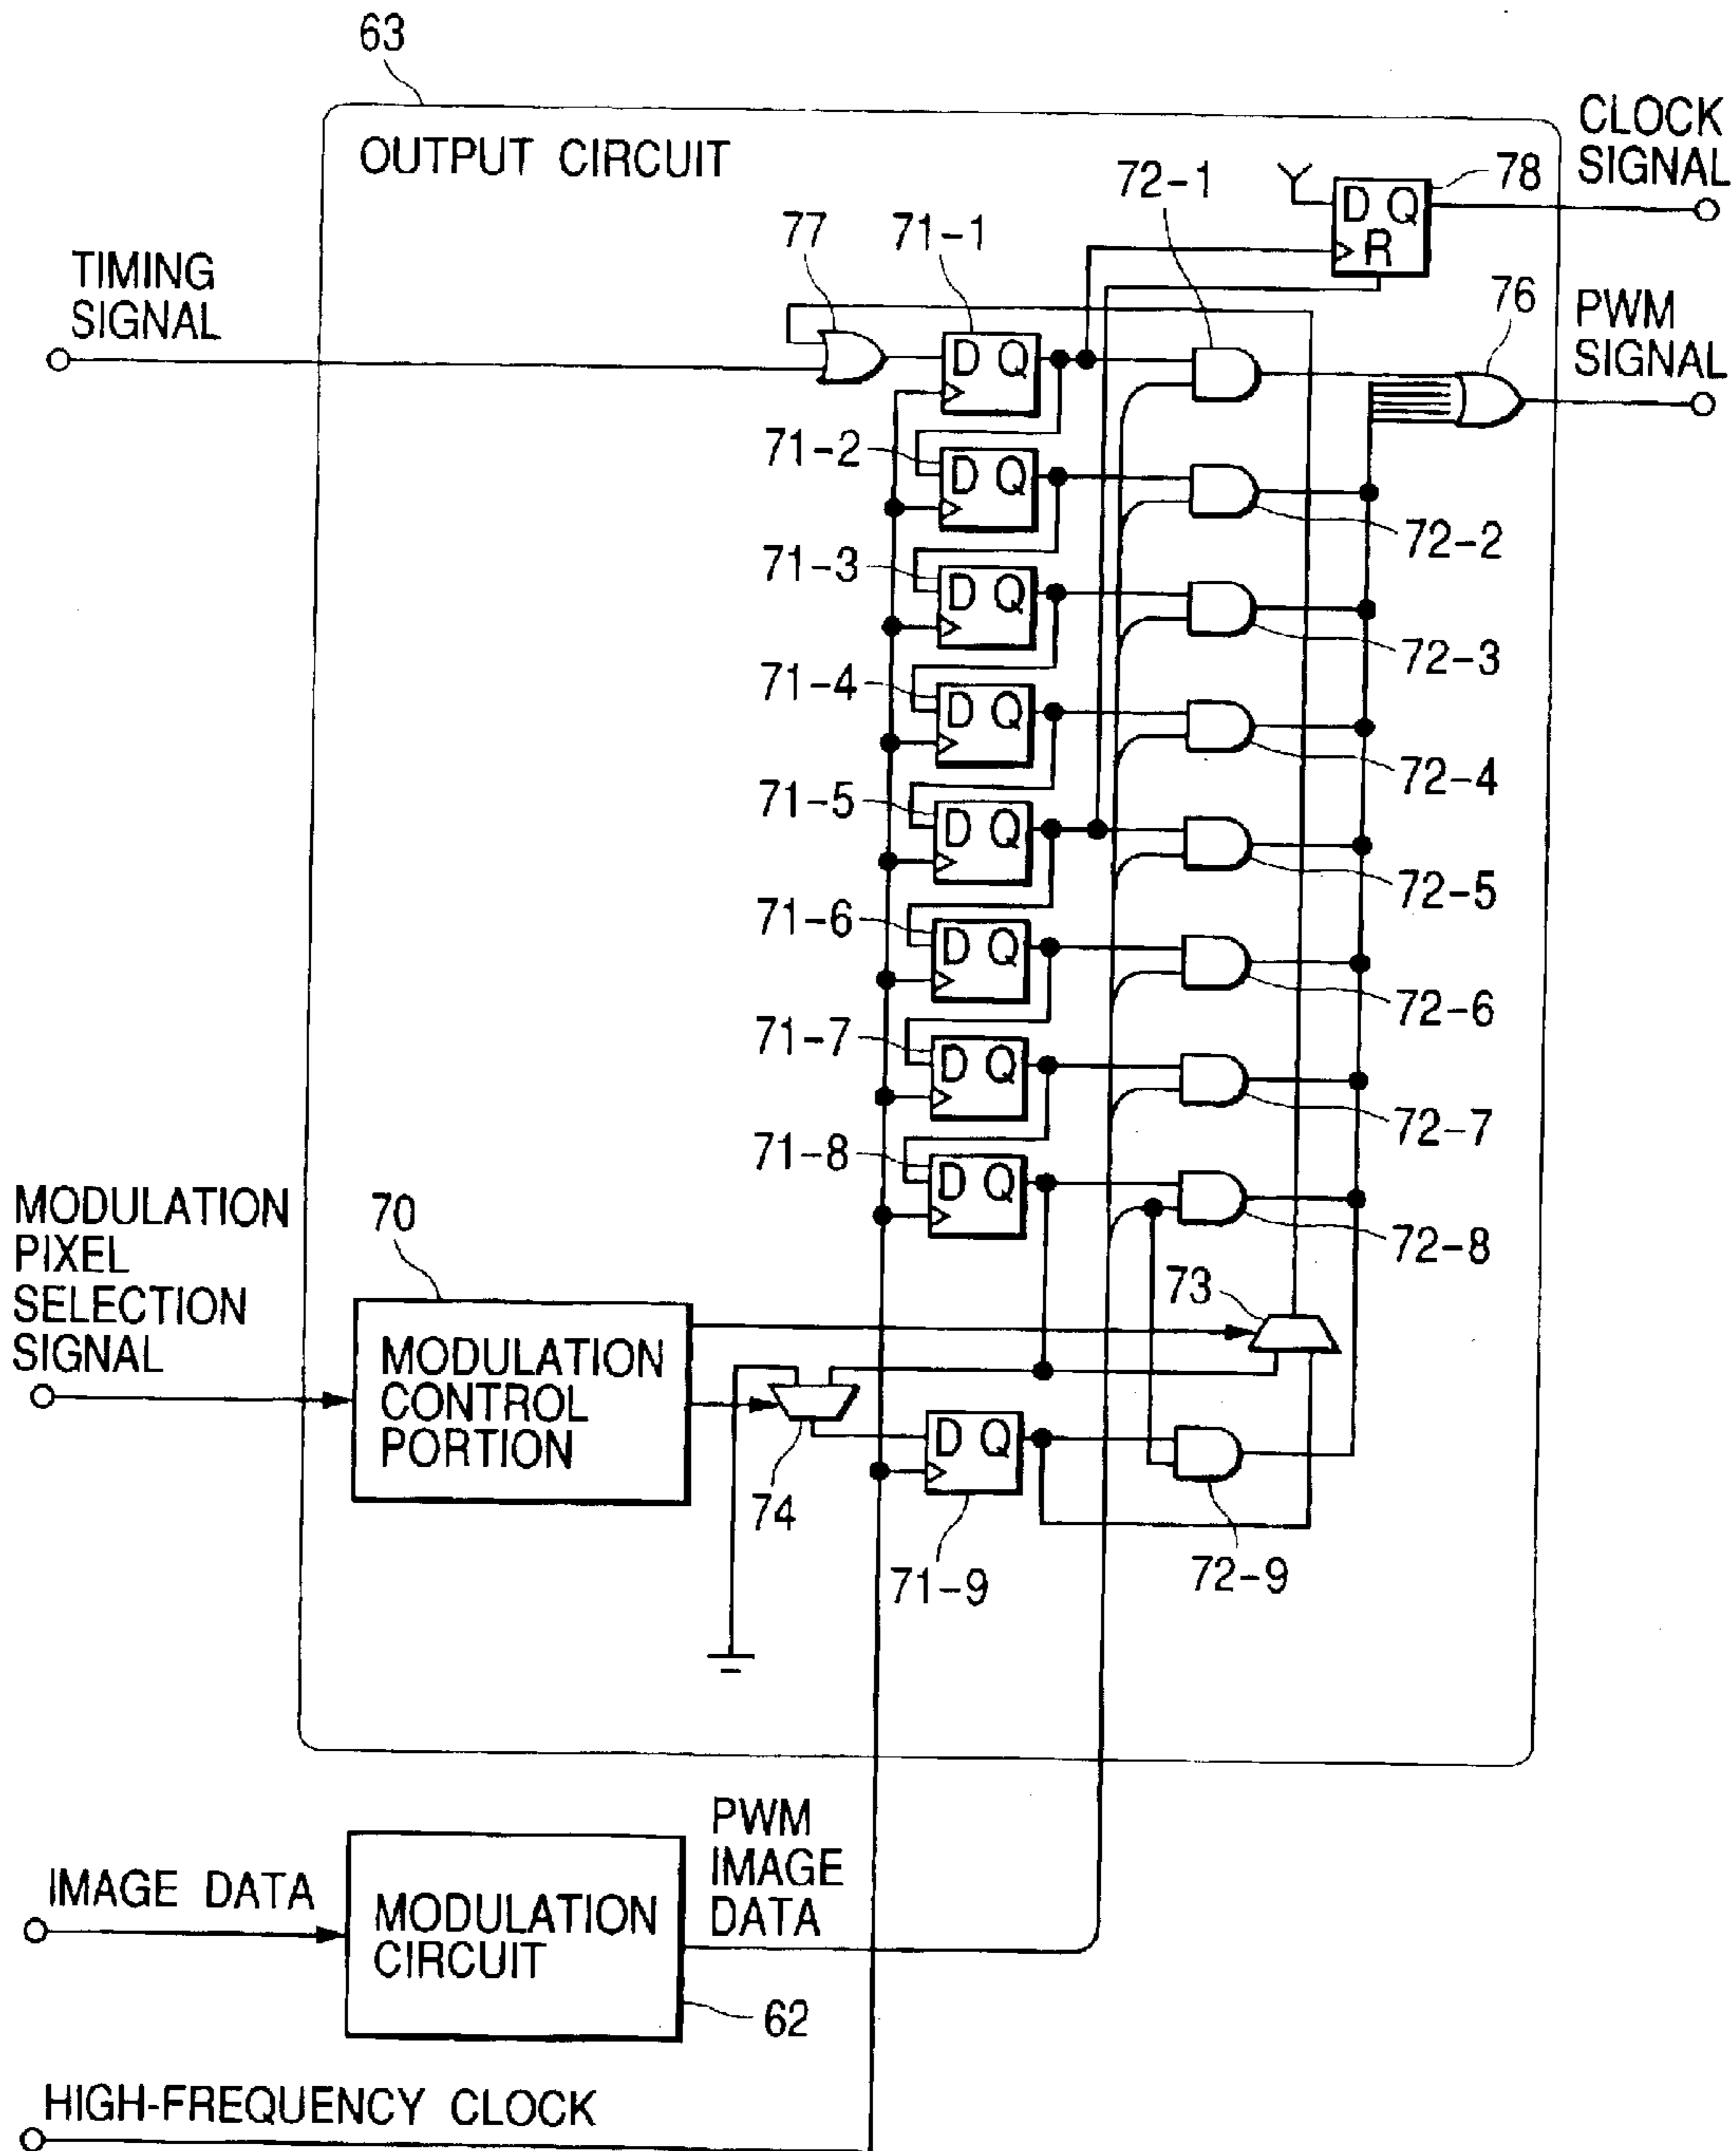 63
OUTPUT CIRCUIT
CLOCK
SIGNAL
72-1
78
D Q
R
77
71-1
TIMING
SIGNAL
76
PWM
SIGNAL
D Q
71-2
D Q
72-2
71-3
D Q
72-3
71-4
D Q
72-4
71-5
D Q
72-5
71-6
D Q
72-6
71-7
D Q
72-7
71-8
D Q
72-8
MODULATION
PIXEL
SELECTION
SIGNAL
70
MODULATION
CONTROL
PORTION
73
74
D Q
71-9
72-9
IMAGE DATA
MODULATION
CIRCUIT
62
PWM
IMAGE
DATA
HIGH-FREQUENCY CLOCK